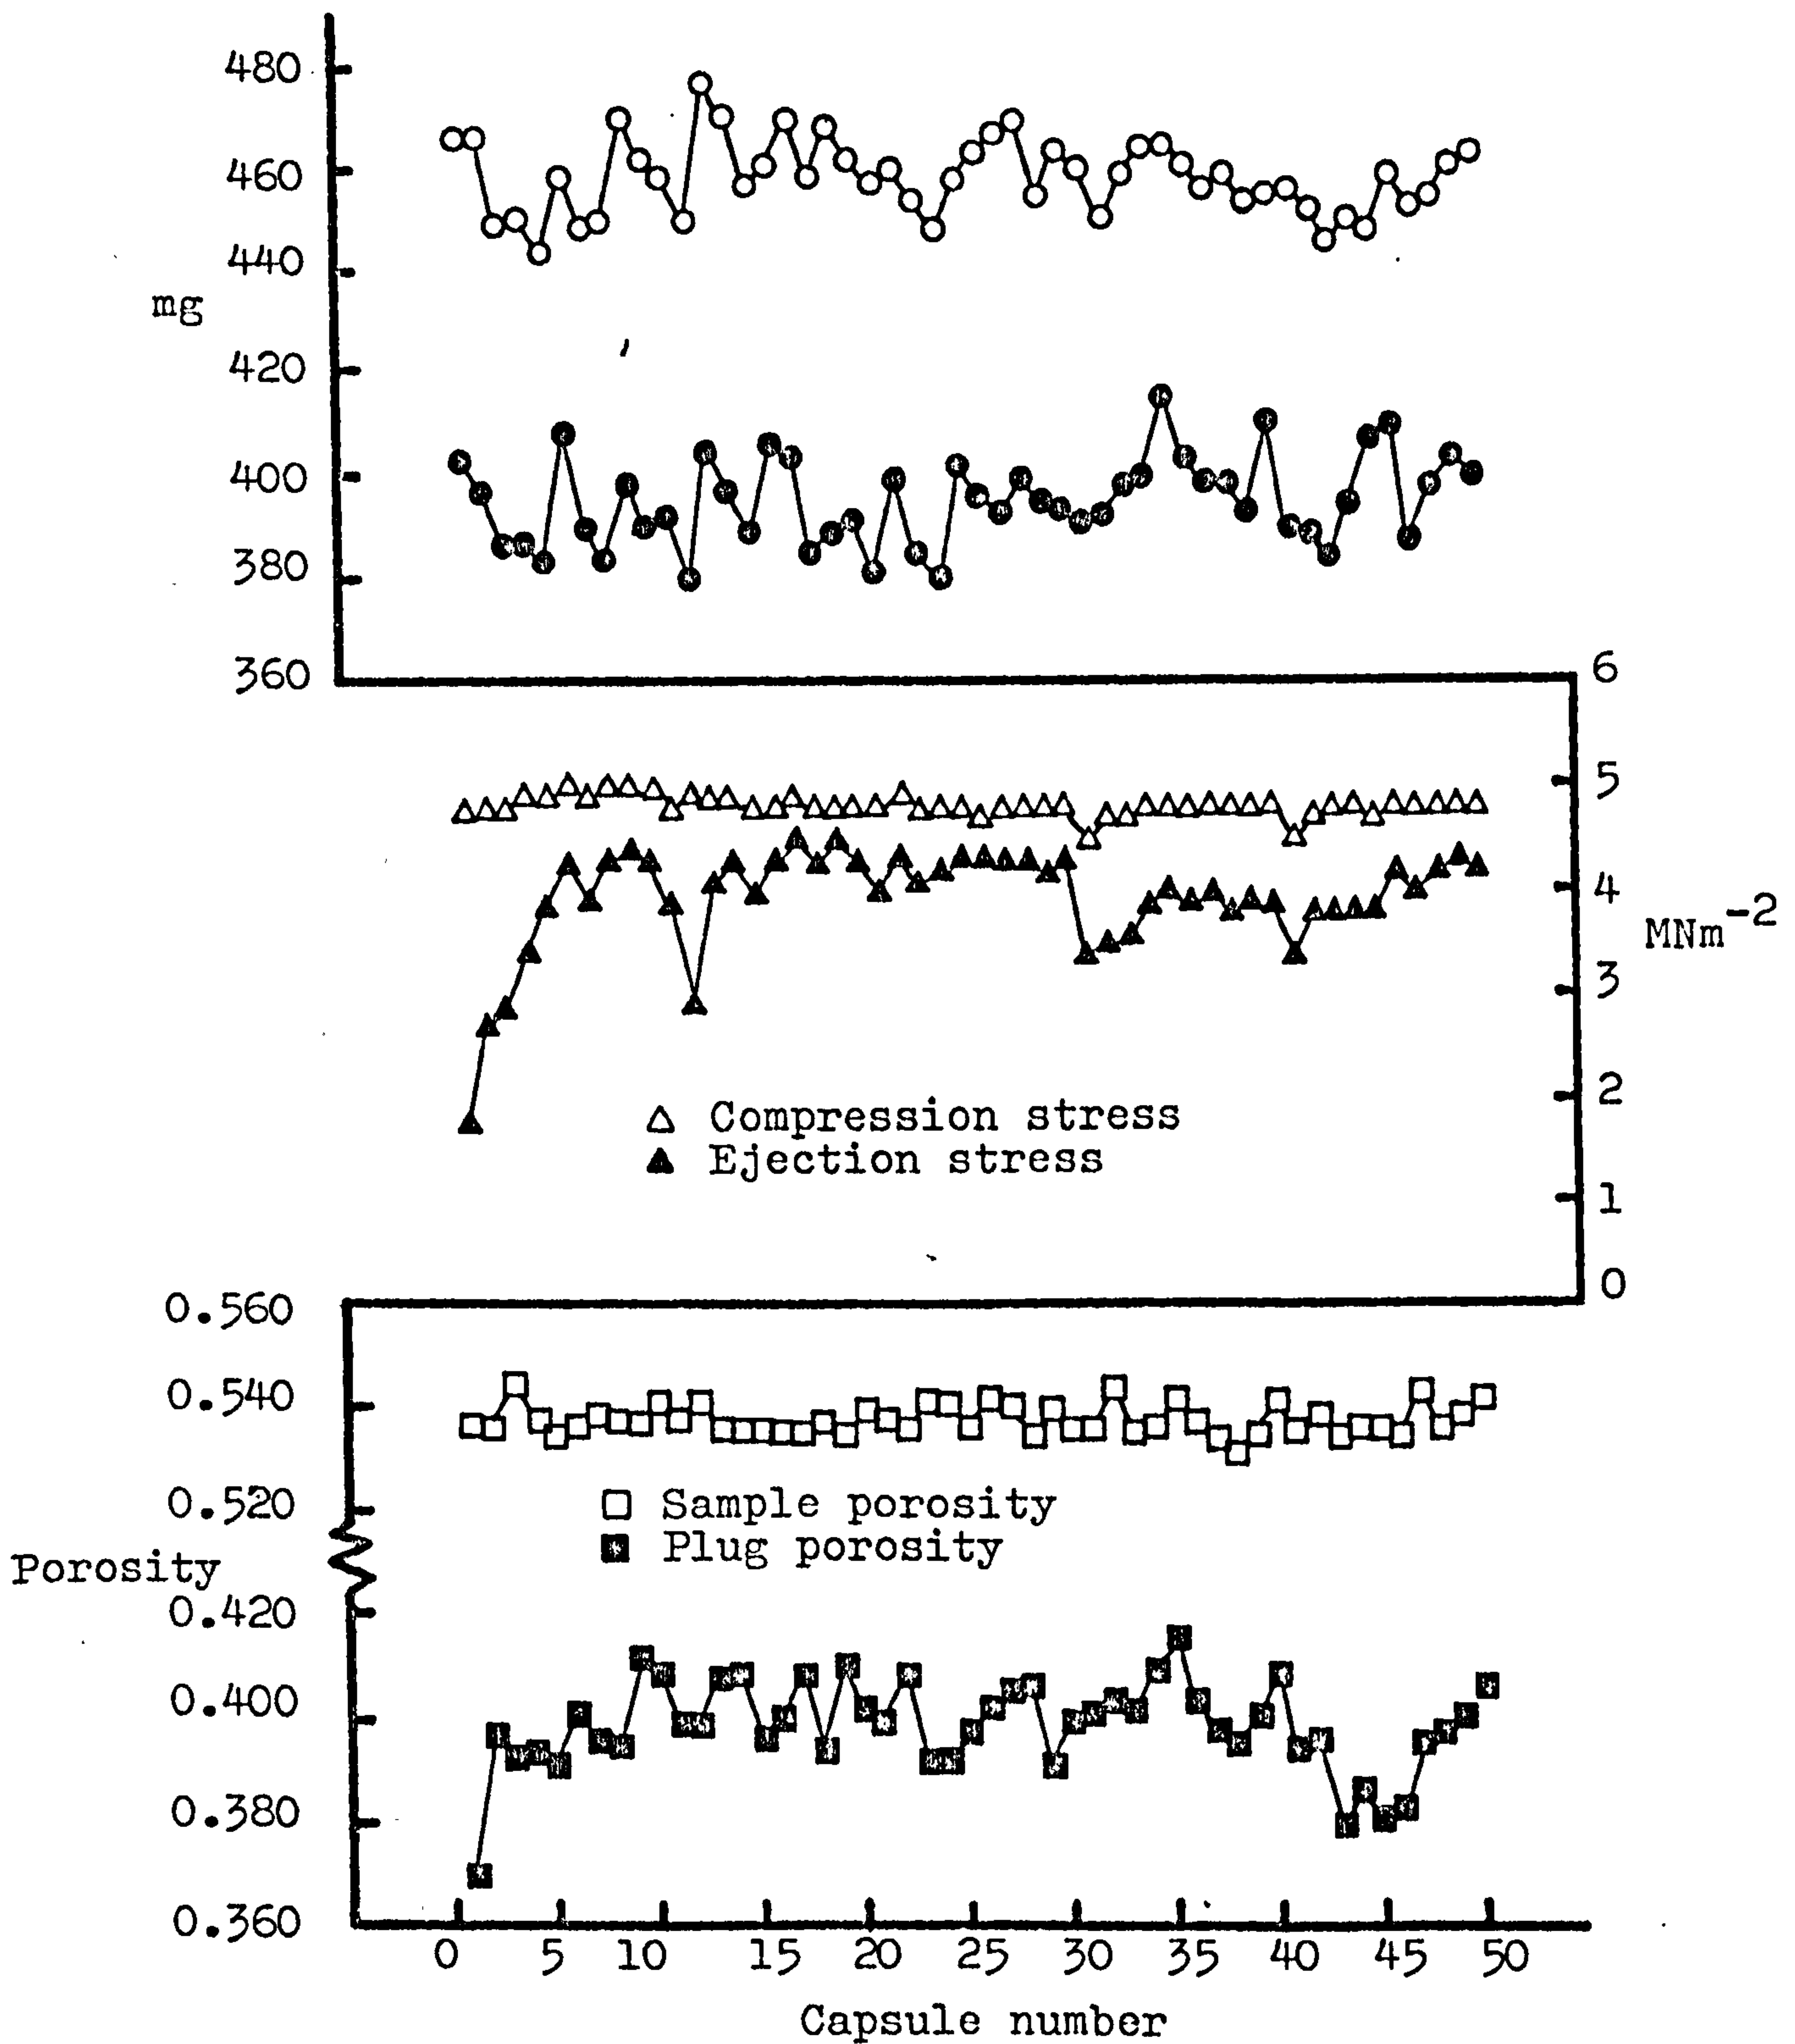 480
460
440
mg
420
400
380
360
6
5
4
MNm-2
3
2
1
0
△ Compression stress
▲ Ejection stress
0.560
0.540
0.520
□ Sample porosity
■ Plug porosity
Porosity
0.420
0.400
0.380
0.360
0 5 10 15 20 25 30 35 40 45 50
Capsule number